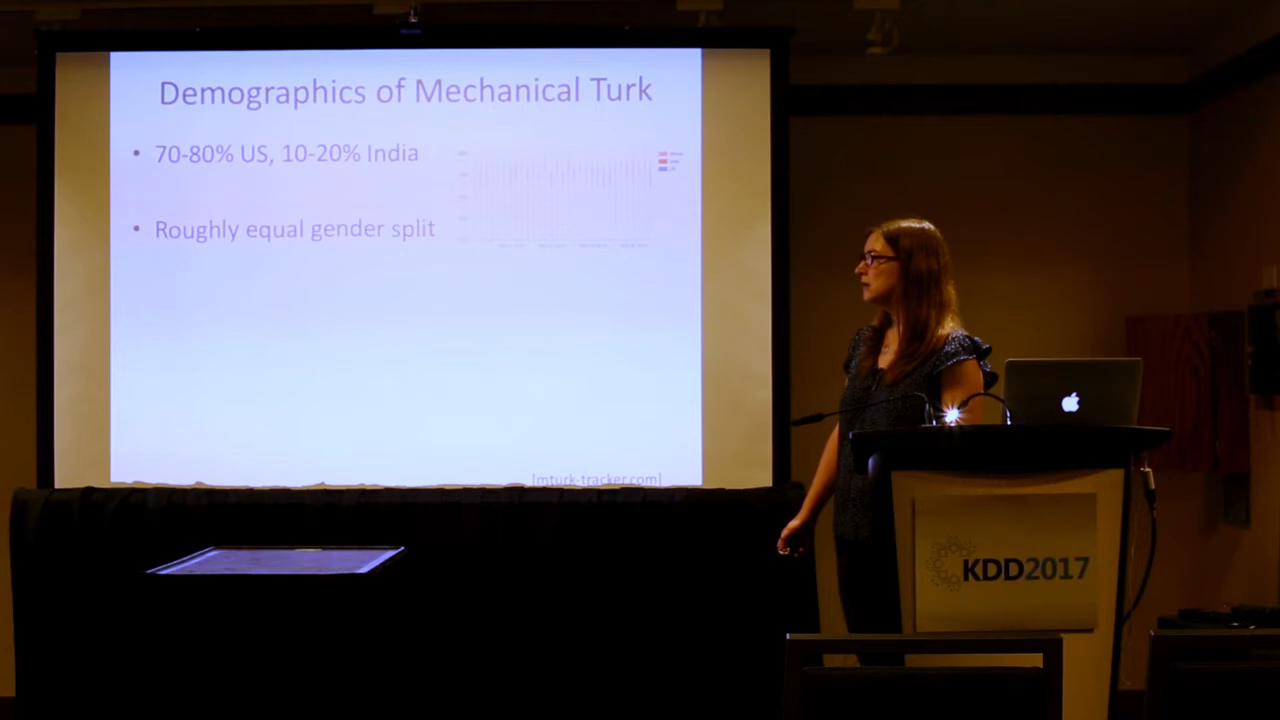 Demographics of Mechanical Turk
• 70-80% US, 10-20% India
• Roughly equal gender split
[mturk-tracker.com]
KDD2017